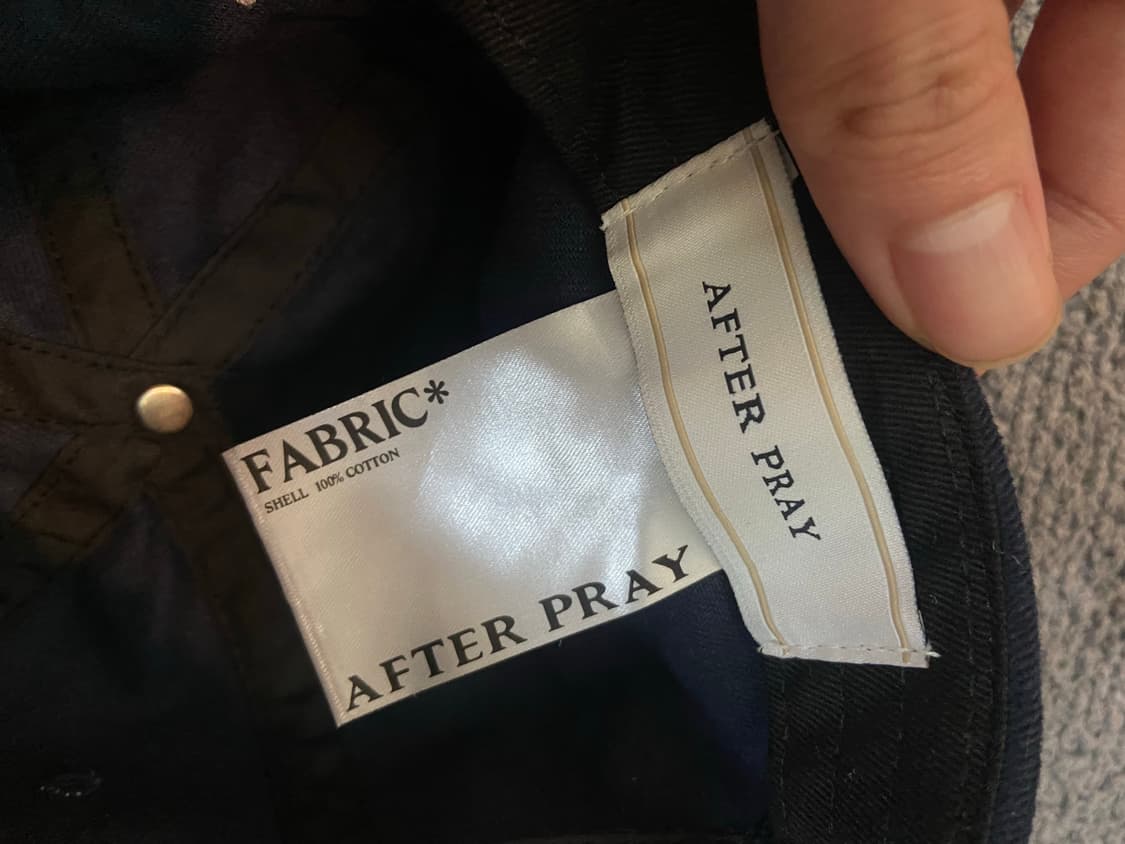 FABRIC*
SHELL 100% COTTON
AFTER PRAY
AFTER PRAY